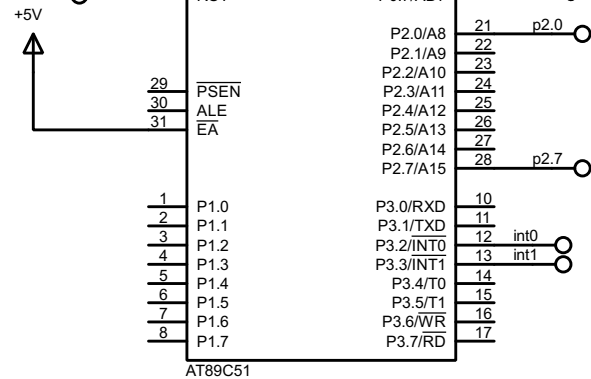 +5V
21 P2.0/A8 p2.0
22 P2.1/A9
23 P2.2/A10
29 PSEN 24 P2.3/A11
30 ALE 25 P2.4/A12
31 EA 26 P2.5/A13
27 P2.6/A14
28 P2.7/A15 p2.7
1 P1.0 P3.0/RXD 10
2 P1.1 P3.1/TXD 11
3 P1.2 P3.2/INT0 12 int0
4 P1.3 P3.3/INT1 13 int1
5 P1.4 P3.4/T0 14
6 P1.5 P3.5/T1 15
7 P1.6 P3.6/WR 16
8 P1.7 P3.7/RD 17
AT89C51